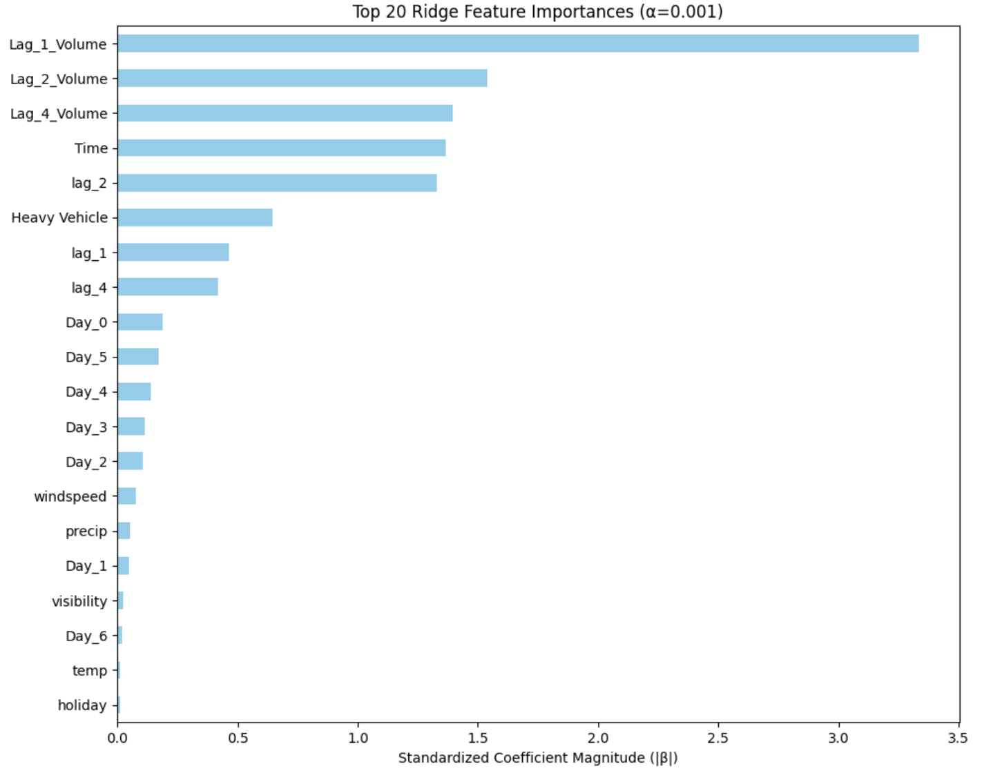 Top 20 Ridge Feature Importances (α=0.001)
Lag_1_Volume
Lag_2_Volume
Lag_4_Volume
Time
lag_2
Heavy Vehicle
lag_1
lag_4
Day_0
Day_5
Day_4
Day_3
Day_2
windspeed
precip
Day_1
visibility
Day_6
temp
holiday
0.0 0.5 1.0 1.5 2.0 2.5 3.0 3.5
Standardized Coefficient Magnitude (|β|)